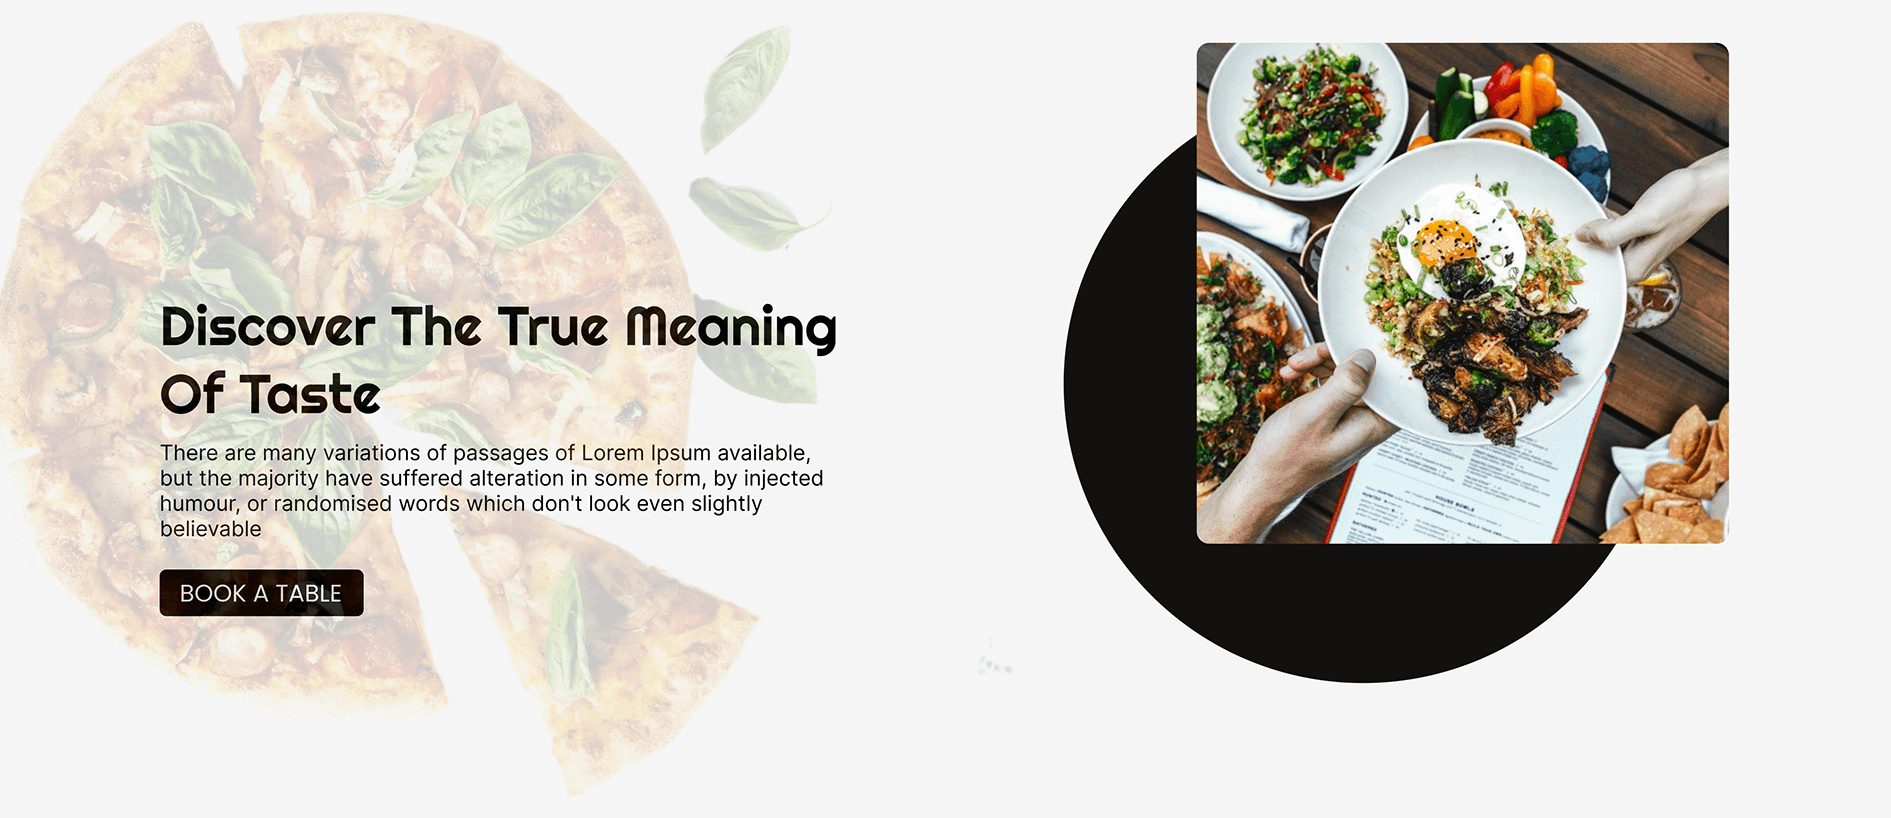 Discover The True Meaning
Of Taste
There are many variations of passages of Lorem Ipsum available,
but the majority have suffered alteration in some form, by injected
humour, or randomised words which don't look even slightly
believable
BOOK A TABLE
HOUSE BOWLS